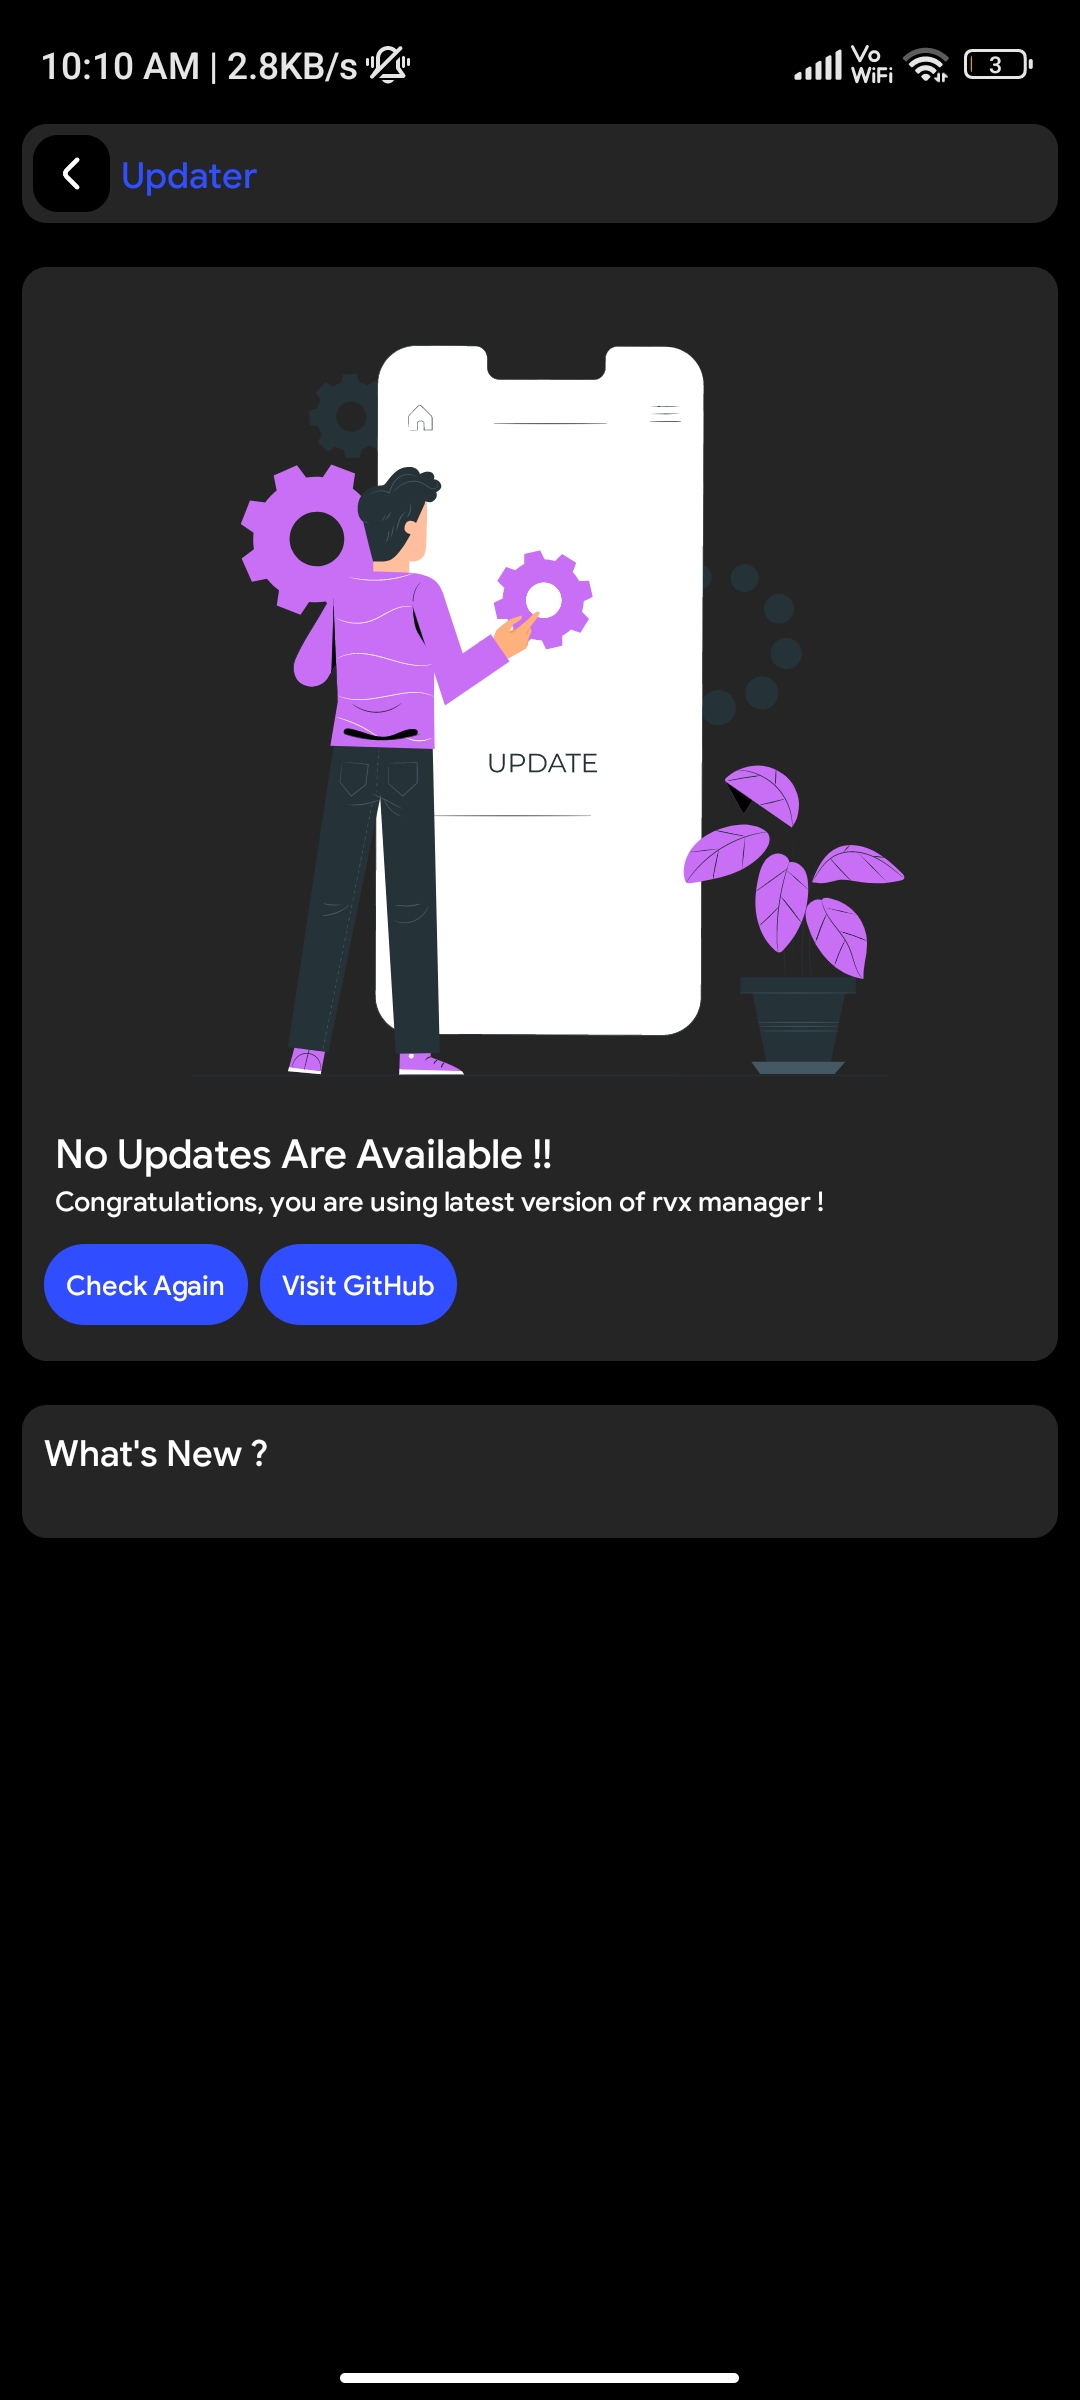 10:10 AM | 2.8KB/s
Vo
WiFi
3
Updater
UPDATE
No Updates Are Available !!
Congratulations, you are using latest version of rvx manager !
Check Again
Visit GitHub
What's New ?